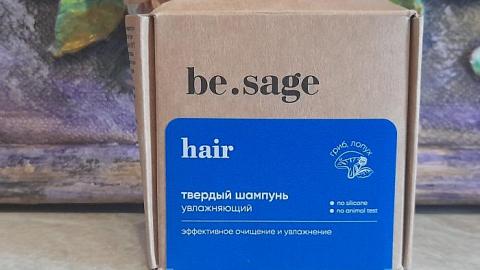 be.sage
hair
гриб, лопух
твердый шампунь
увлажняющий
no silicone
no animal test
эффективное очищение и увлажнение